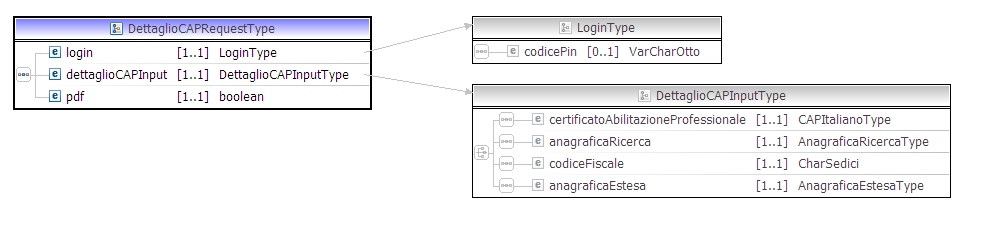 DettaglioCAPRequestType
e login [1..1] LoginType
e dettaglioCAPInput [1..1] DettaglioCAPInputType
e pdf [1..1] boolean
LoginType
e codicePin [0..1] VarCharOtto
DettaglioCAPInputType
e certificatoAbilitazioneProfessionale [1..1] CAPItalianoType
e anagraficaRicerca [1..1] AnagraficaRicercaType
e codiceFiscale [1..1] CharSedici
e anagraficaEstesa [1..1] AnagraficaEstesaType